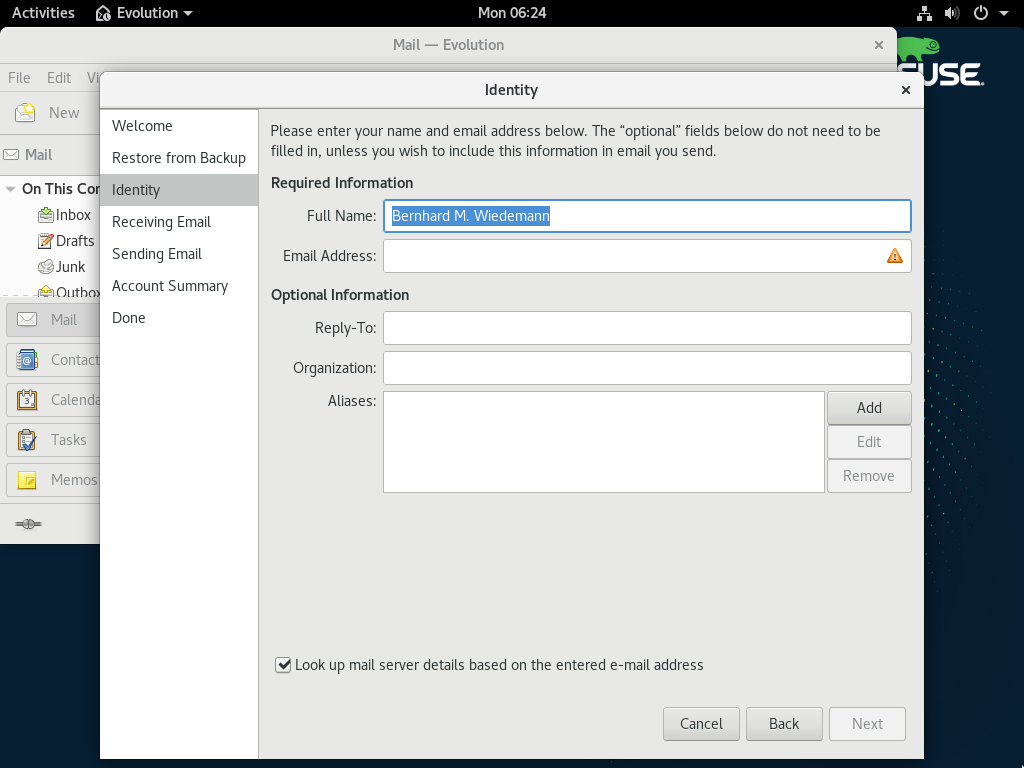 Activities Evolution Mon 06:24
Mail — Evolution
File Edit
New
Mail
On This Co
Inbox
Drafts
Junk
Outbox
Mail
Contact
Calenda
Tasks
Memos
Identity
Welcome
Restore from Backup
Identity
Receiving Email
Sending Email
Account Summary
Done
Please enter your name and email address below. The “optional” fields below do not need to be
filled in, unless you wish to include this information in email you send.
Required Information
Full Name: Bernhard M. Wiedemann
Email Address:
Optional Information
Reply-To:
Organization:
Aliases:
Add
Edit
Remove
Look up mail server details based on the entered e-mail address
Cancel Back Next
USE